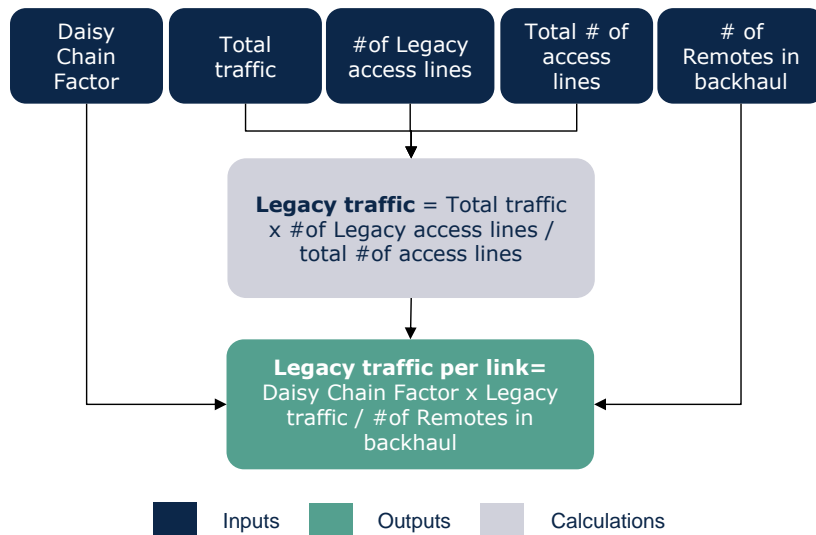 Daisy
Chain
Factor
Total
traffic
#of Legacy
access lines
Total # of
access
lines
# of
Remotes in
backhaul
Legacy traffic = Total traffic
x #of Legacy access lines /
total #of access lines
Legacy traffic per link=
Daisy Chain Factor x Legacy
traffic / #of Remotes in
backhaul
Inputs
Outputs
Calculations